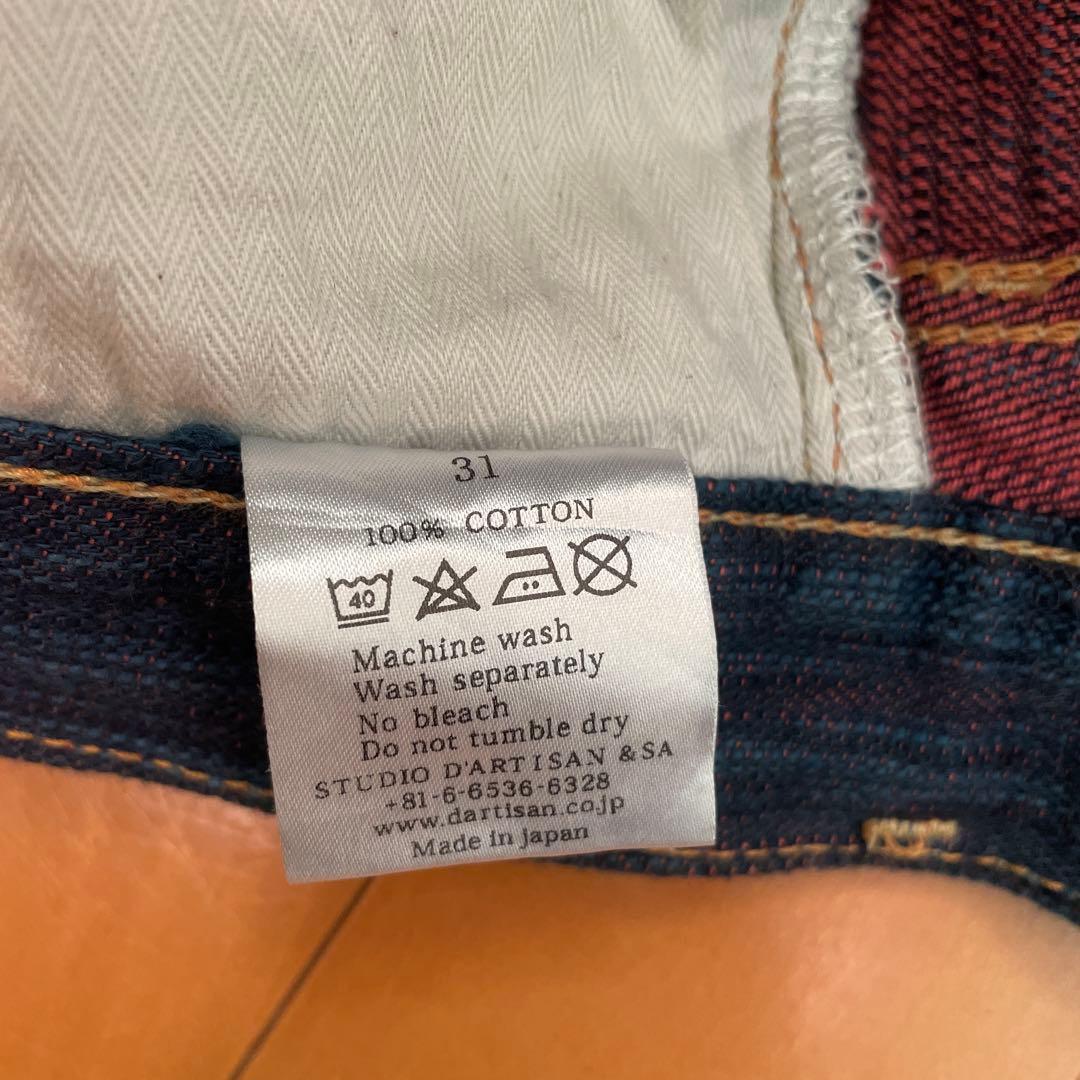 31
100% COTTON
40
Machine wash
Wash separately
No bleach
Do not tumble dry
STUDIO D'ARTISAN & SA
+81-6-6536-6328
www.dartisan.co.jp
Made in japan